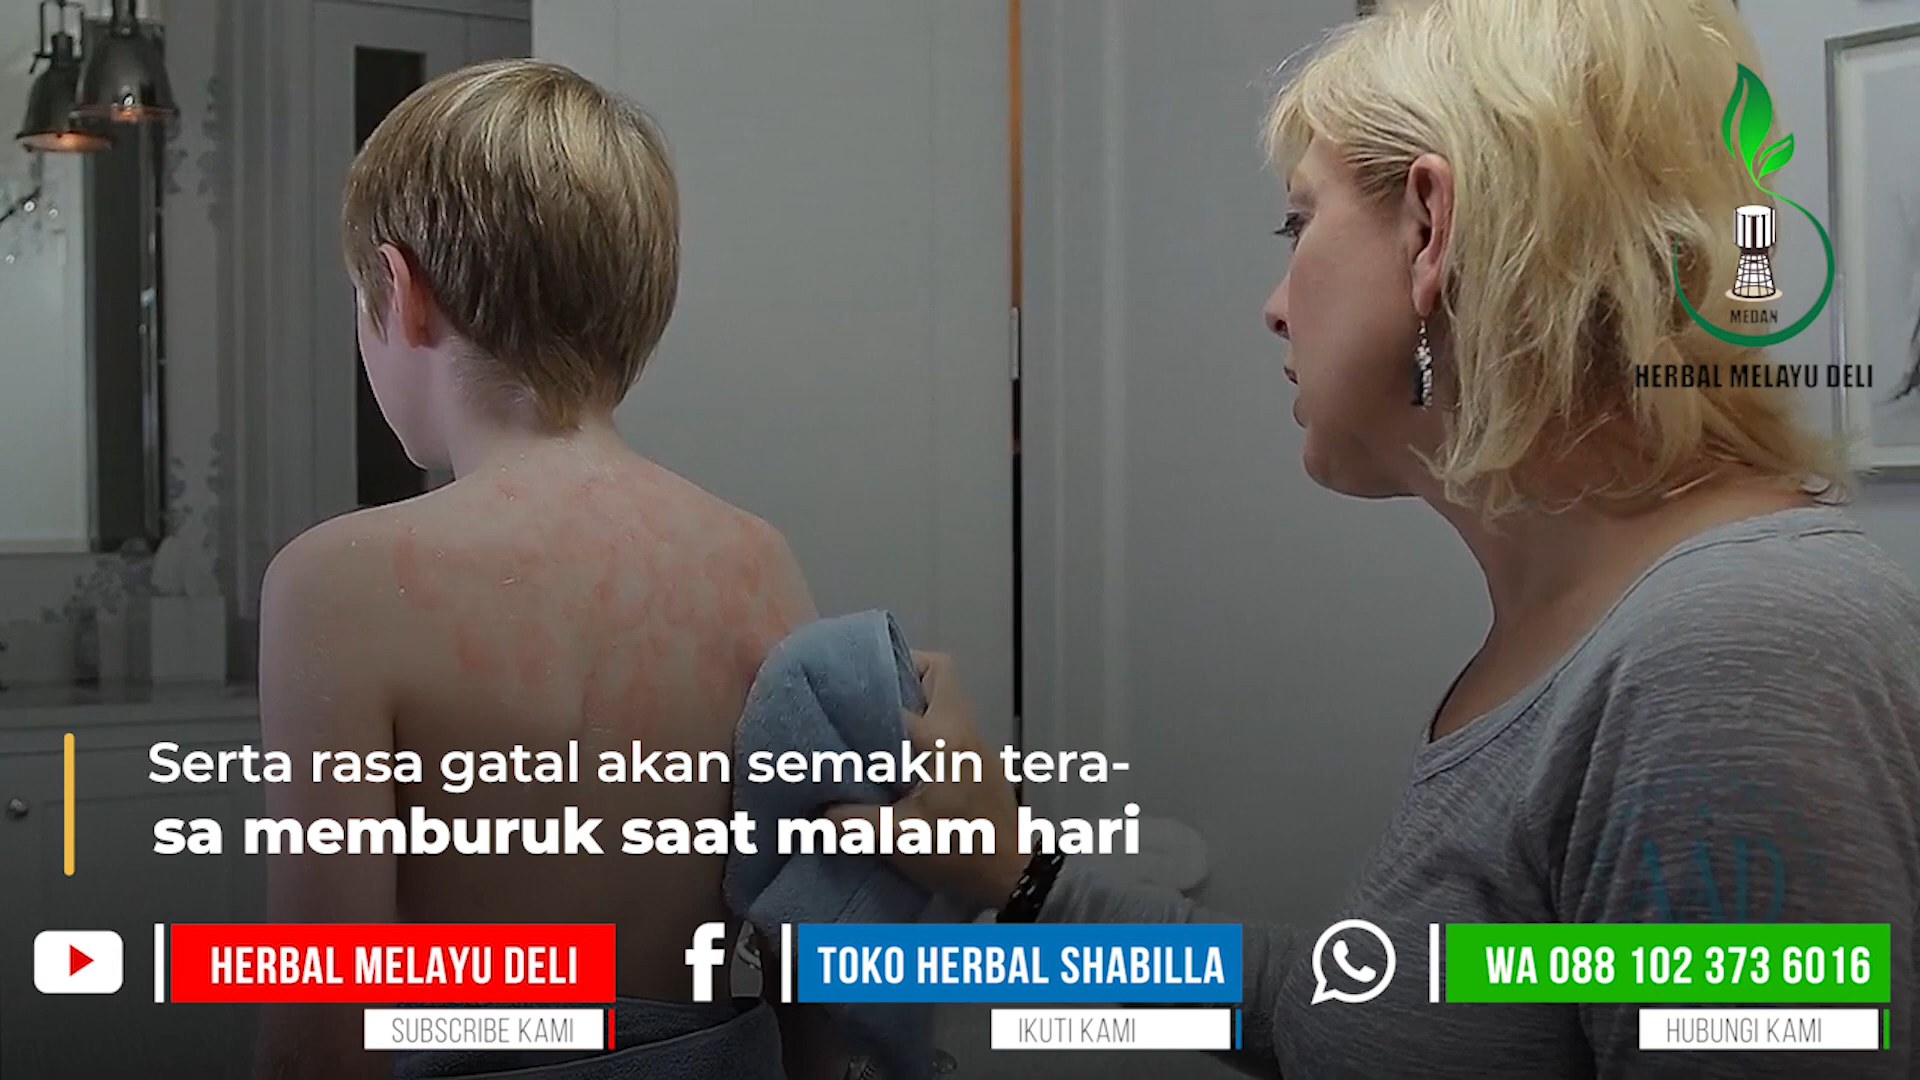 MEDAN
HERBAL MELAYU DELI
Serta rasa gatal akan semakin tera-
sa memburuk saat malam hari
AAD
HERBAL MELAYU DELI
SUBSCRIBE KAMI
TOKO HERBAL SHABILLA
IKUTI KAMI
WA 088 102 373 6016
HUBUNGI KAMI